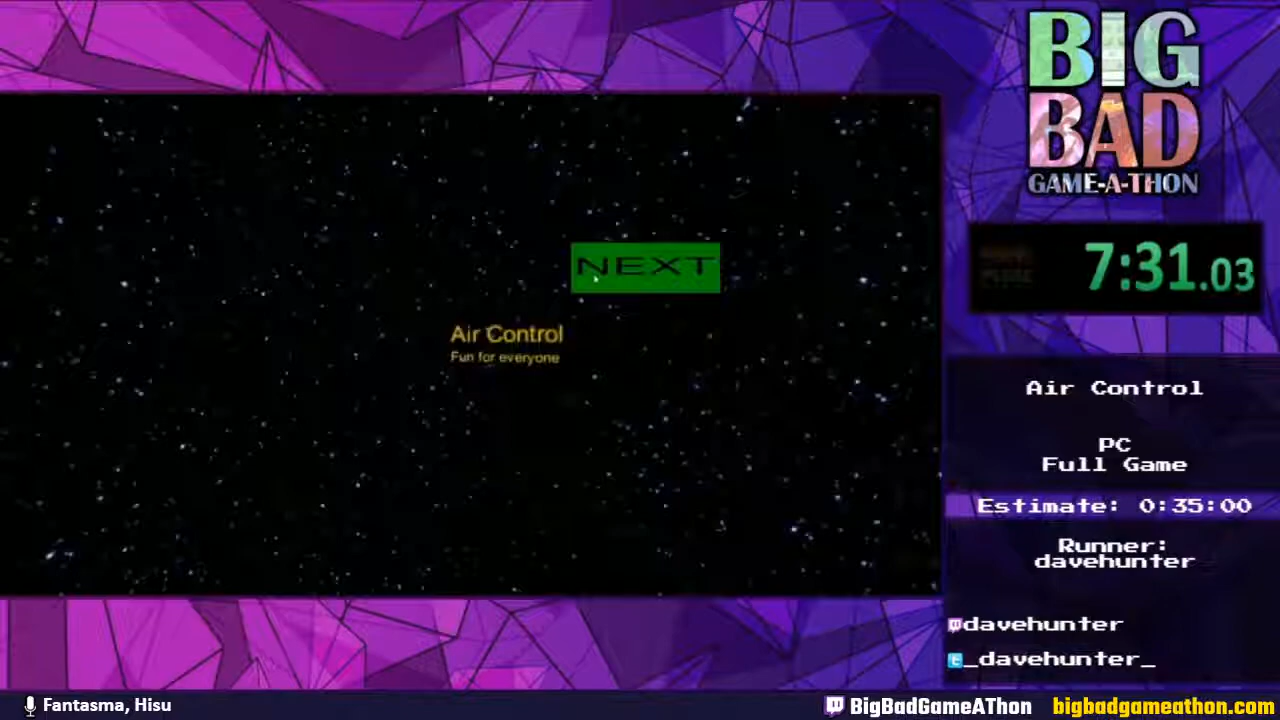 BIG
BAD
GAME-A-THON
NEXT
7:31.03
Air Control
Fun for everyone
Air Control
PC
Full Game
Estimate: 0:35:00
Runner:
davehunter
davehunter
_davehunter_
Fantasma, Hisu
BigBadGameAThon
bigbadgameathon.com